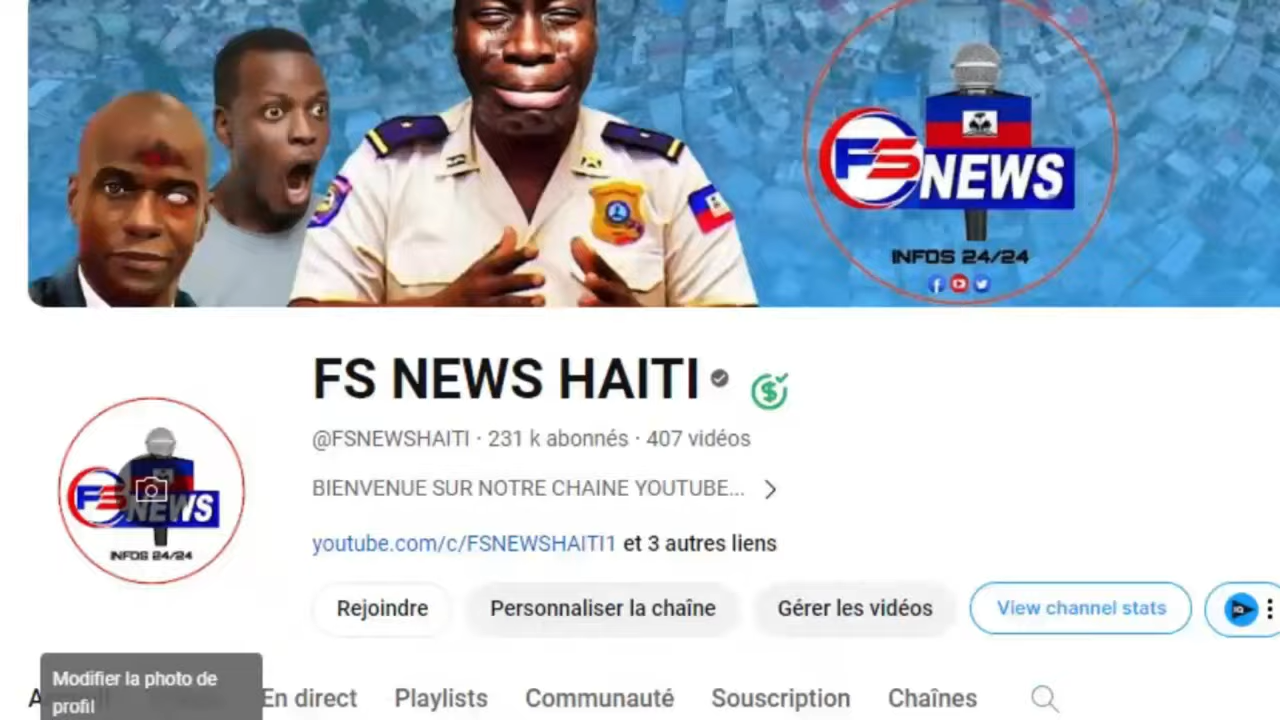 FS NEWS
INFOS 24/24
FS NEWS HAITI
@FSNEWSHAITI · 231 k abonnés · 407 vidéos
BIENVENUE SUR NOTRE CHAINE YOUTUBE...
youtube.com/c/FSNEWSHAITI1 et 3 autres liens
FS NEWS
INFOS 24/24
Rejoindre Personnaliser la chaîne Gérer les vidéos View channel stats IQ
Modifier la photo de
profil
En direct Playlists Communauté Souscription Chaînes